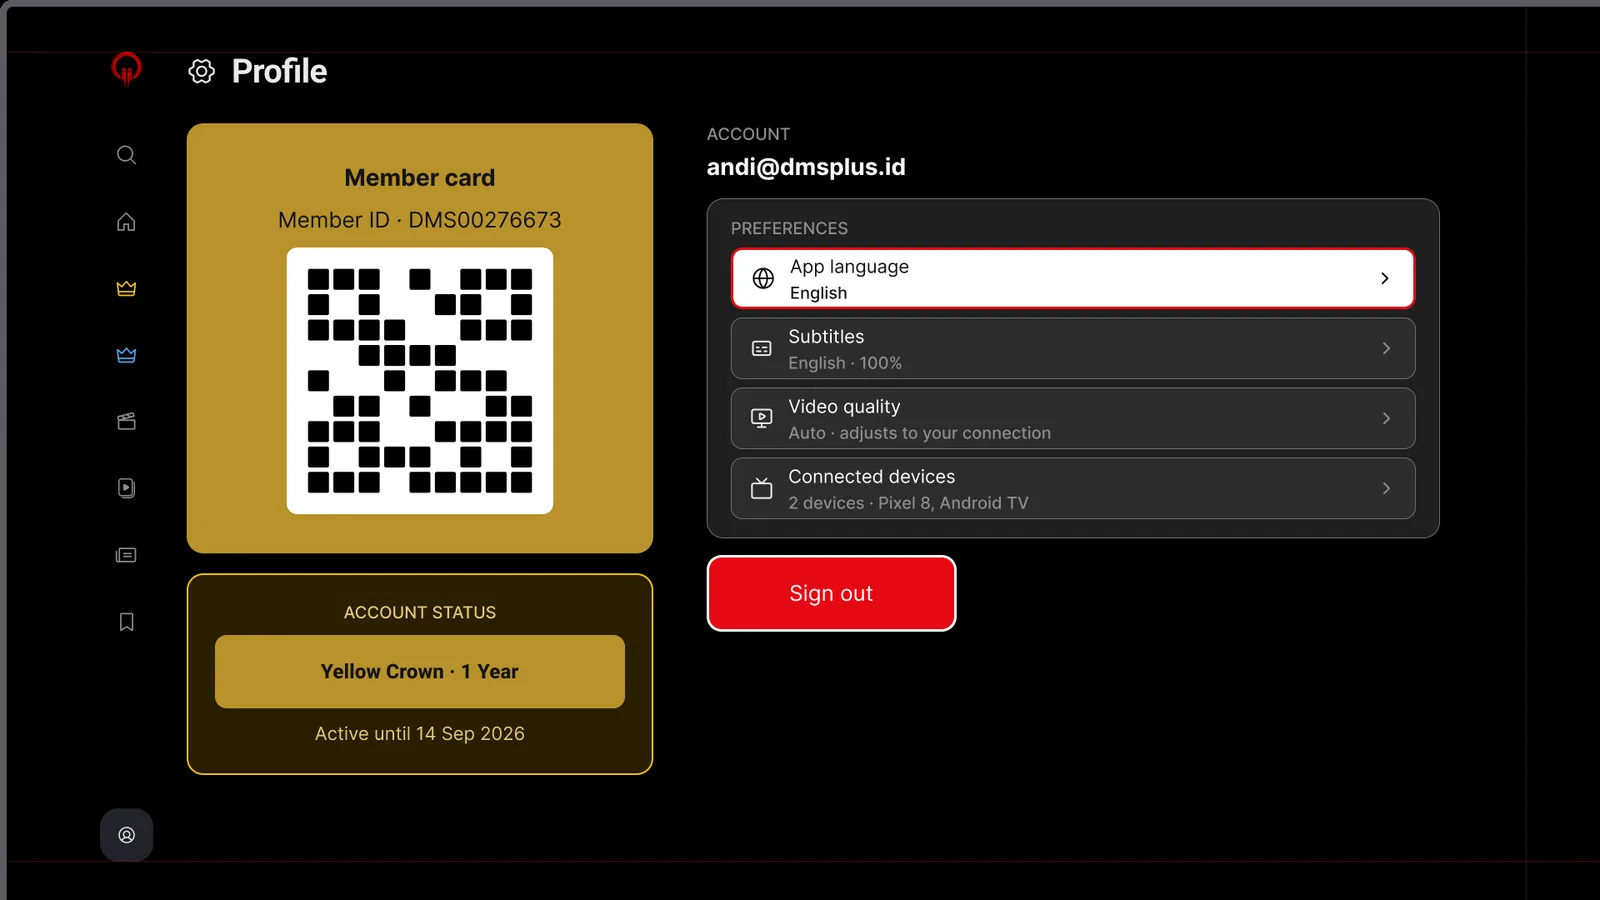 Profile
Member card
Member ID · DMS00276673
ACCOUNT STATUS
Yellow Crown · 1 Year
Active until 14 Sep 2026
ACCOUNT
andi@dmsplus.id
PREFERENCES
App language
English
Subtitles
English · 100%
Video quality
Auto · adjusts to your connection
Connected devices
2 devices · Pixel 8, Android TV
Sign out